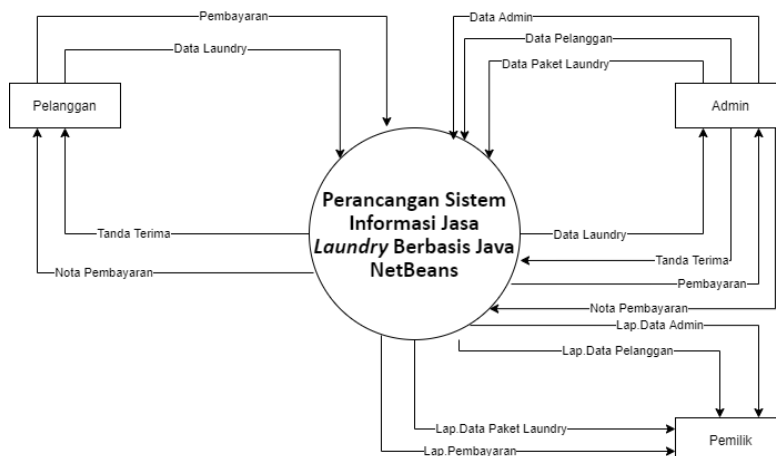 Pembayaran
Data Admin
Data Laundry
Data Pelanggan
Data Paket Laundry
Pelanggan
Admin
Perancangan Sistem
Informasi Jasa
Laundry Berbasis Java
NetBeans
Tanda Terima
Data Laundry
Nota Pembayaran
Tanda Terima
Pembayaran
Nota Pembayaran
Lap.Data Admin
Lap.Data Pelanggan
Lap.Data Paket Laundry
Pemilik
Lap.Pembayaran